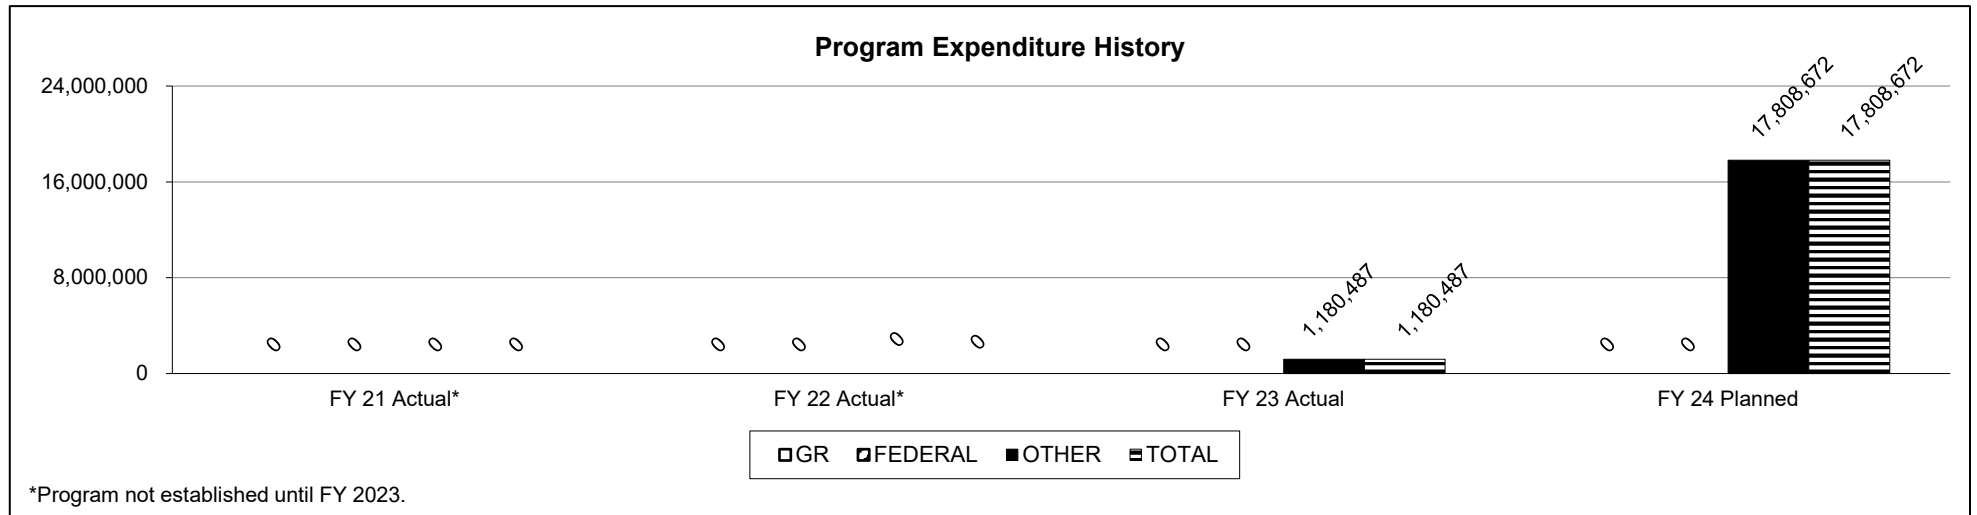 Program Expenditure History
24,000,000
16,000,000
8,000,000
0
0 0 0 0
0 0 0 0
0 0 1,180,487 1,180,487
0 0 17,808,672 17,808,672
FY 21 Actual* FY 22 Actual* FY 23 Actual FY 24 Planned
GR FEDERAL OTHER TOTAL
*Program not established until FY 2023.